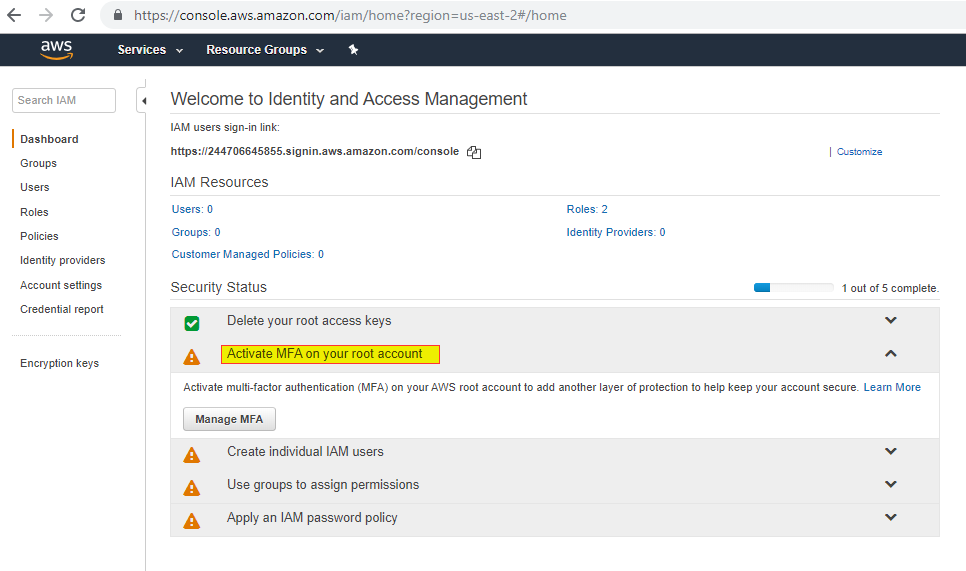 https://console.aws.amazon.com/iam/home?region=us-east-2#/home
aws Services Resource Groups
Search IAM
Dashboard
Groups
Users
Roles
Policies
Identity providers
Account settings
Credential report
Encryption keys
Welcome to Identity and Access Management
IAM users sign-in link:
https://244706645855.signin.aws.amazon.com/console | Customize
IAM Resources
Users: 0 Roles: 2
Groups: 0 Identity Providers: 0
Customer Managed Policies: 0
Security Status 1 out of 5 complete.
Delete your root access keys
Activate MFA on your root account
Activate multi-factor authentication (MFA) on your AWS root account to add another layer of protection to help keep your account secure. Learn More
Manage MFA
Create individual IAM users
Use groups to assign permissions
Apply an IAM password policy